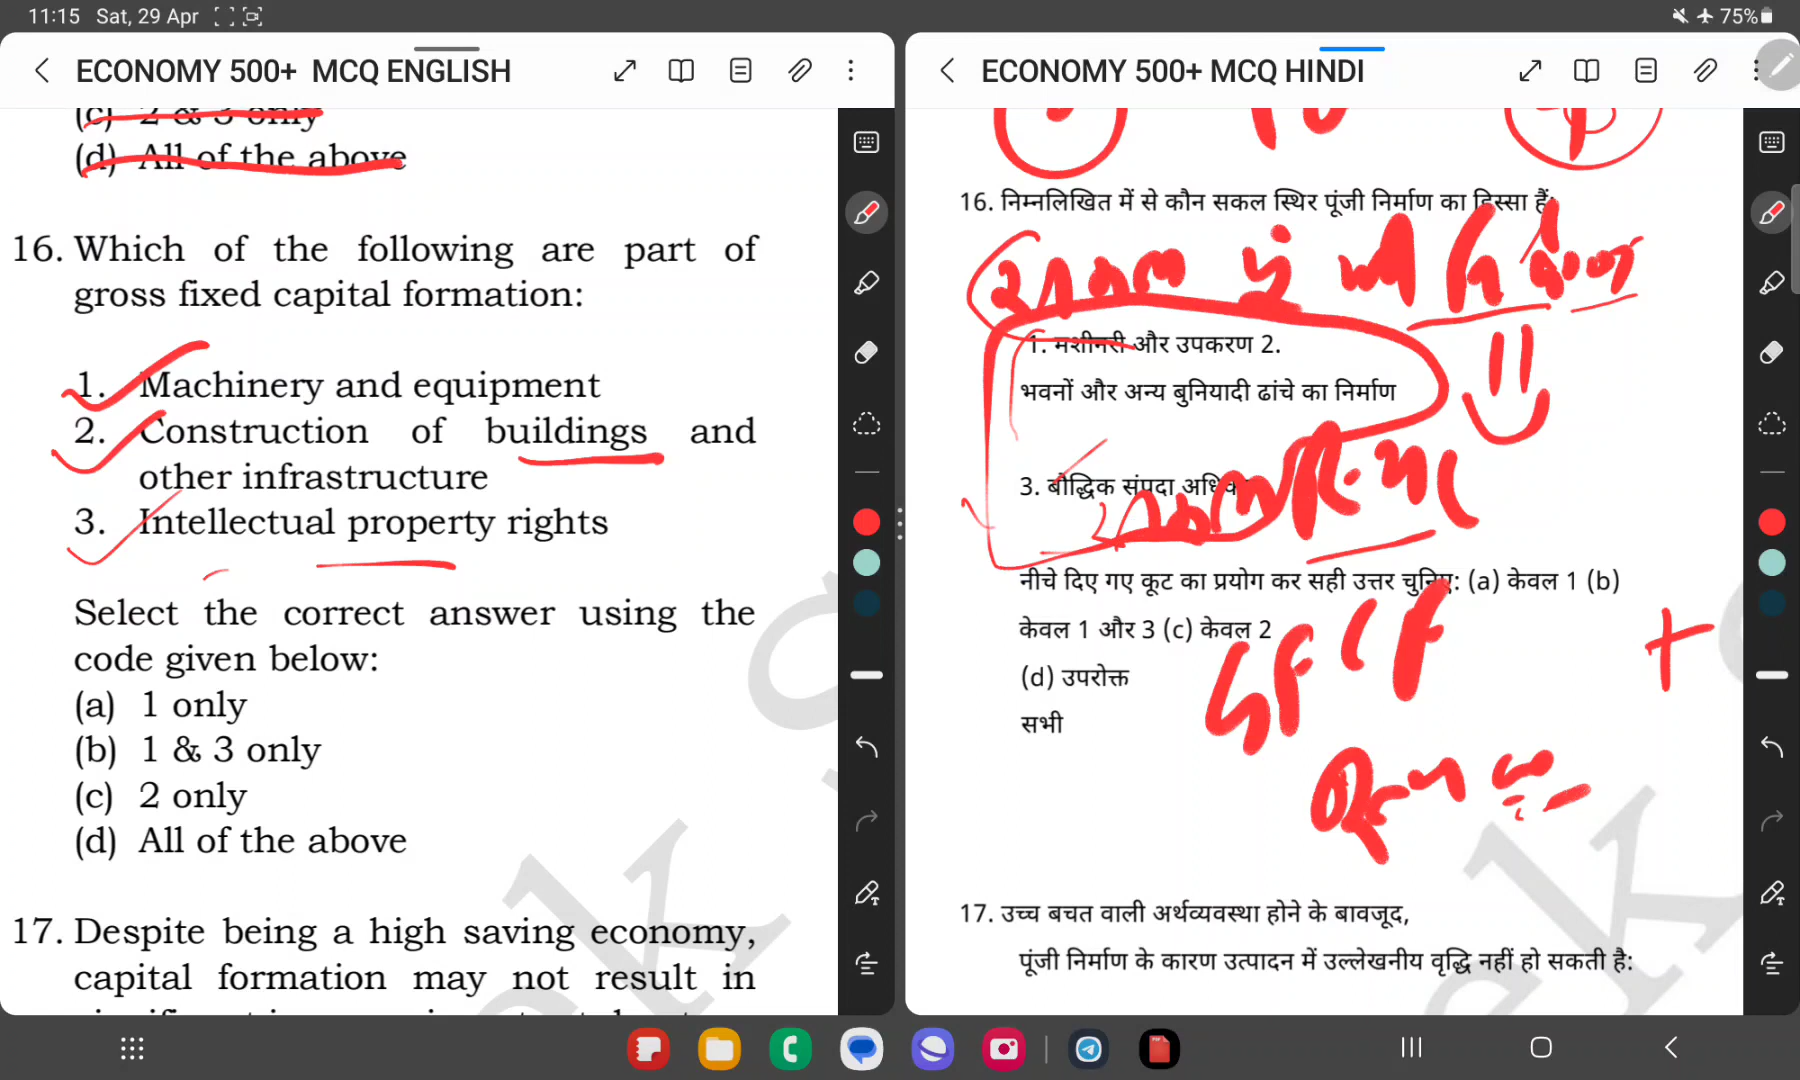 11:15 Sat, 29 Apr
75%
ECONOMY 500+ MCQ ENGLISH
(c) 2 & 3 only
(d) All of the above
16. Which of the following are part of
gross fixed capital formation:
1. Machinery and equipment
2. Construction of buildings and
other infrastructure
3. Intellectual property rights
Select the correct answer using the
code given below:
(a) 1 only
(b) 1 & 3 only
(c) 2 only
(d) All of the above
17. Despite being a high saving economy,
capital formation may not result in
ECONOMY 500+ MCQ HINDI
16. निम्नलिखित में से कौन सकल स्थिर पूंजी निर्माण का हिस्सा हैं:
1. मशीनरी और उपकरण 2.
भवनों और अन्य बुनियादी ढांचे का निर्माण
3. बौद्धिक संपदा
नीचे दिए गए कूट का प्रयोग कर सही उत्तर चुनिए: (a) केवल 1 (b)
केवल 1 और 3 (c) केवल 2
(d) उपरोक्त
सभी
17. उच्च बचत वाली अर्थव्यवस्था होने के बावजूद,
पूंजी निर्माण के कारण उत्पादन में उल्लेखनीय वृद्धि नहीं हो सकती है: